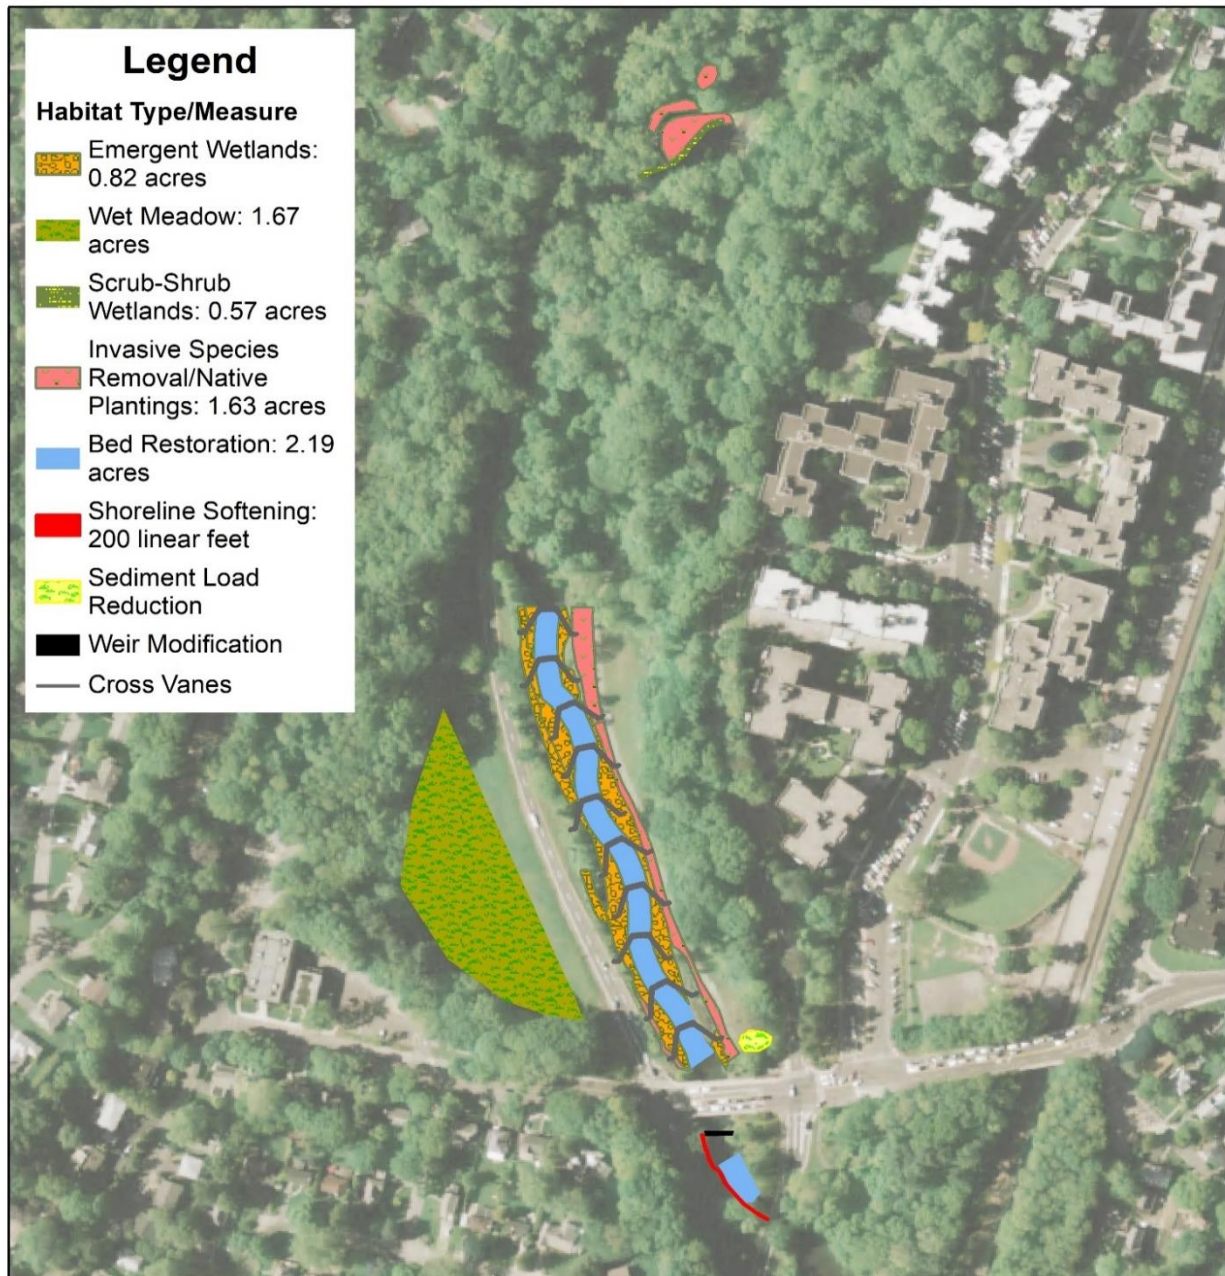 Legend
Habitat Type/Measure
Emergent Wetlands:
0.82 acres
Wet Meadow: 1.67
acres
Scrub-Shrub
Wetlands: 0.57 acres
Invasive Species
Removal/Native
Plantings: 1.63 acres
Bed Restoration: 2.19
acres
Shoreline Softening:
200 linear feet
Sediment Load
Reduction
Weir Modification
Cross Vanes